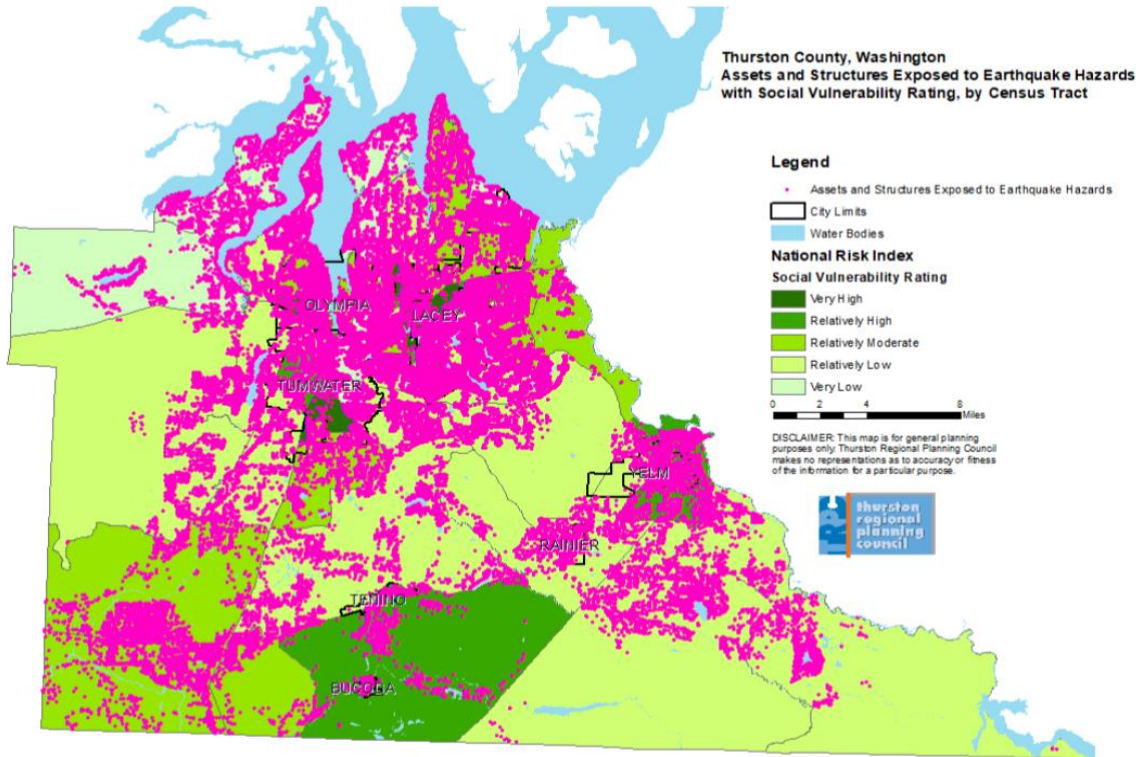 Thurston County, Washington
Assets and Structures Exposed to Earthquake Hazards
with Social Vulnerability Rating, by Census Tract
Legend
Assets and Structures Exposed to Earthquake Hazards
City Limits
Water Bodies
National Risk Index
Social Vulnerability Rating
Very High
Relatively High
Relatively Moderate
Relatively Low
Very Low
0 2 4 8
Miles
DISCLAIMER: This map is for general planning
purposes only. Thurston Regional Planning Council
makes no representations as to accuracy or fitness
of the information for a particular purpose.
TRPC
thurston
regional
planning
council
OLYMPIA
LACEY
TUMWATER
YELM
RAINIER
TENINO
BUCODA